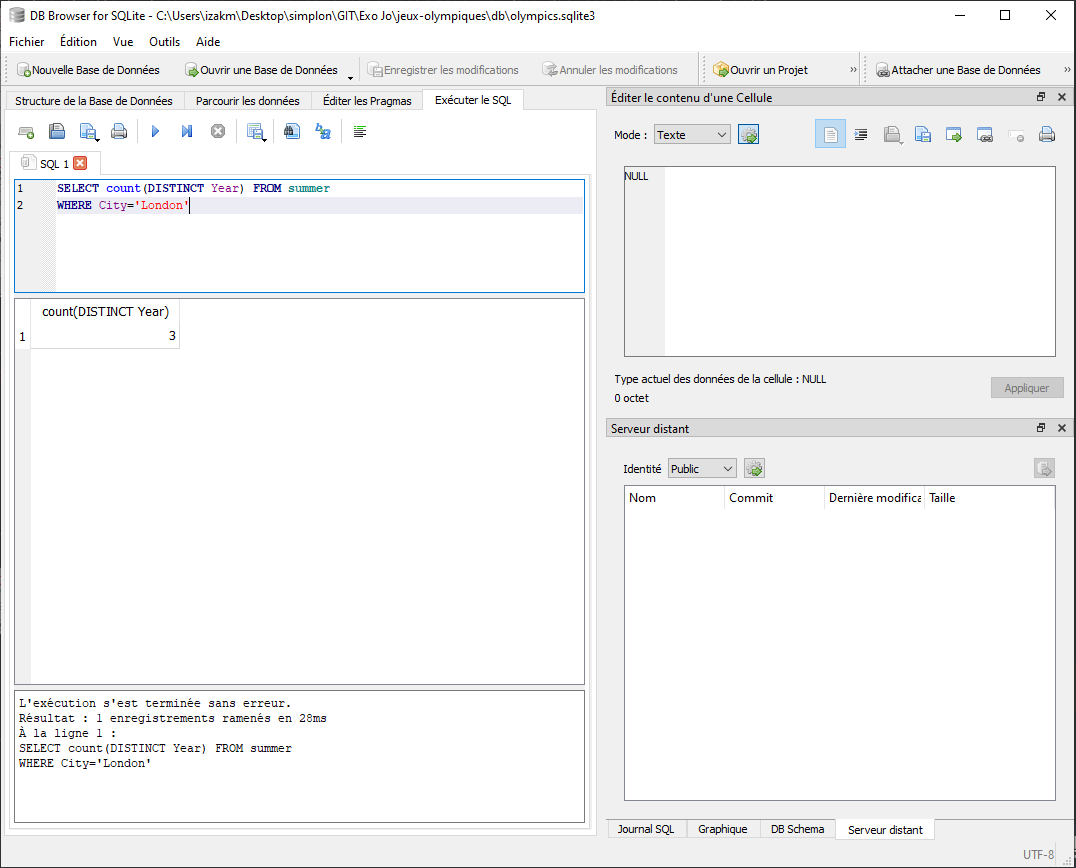 DB Browser for SQLite - C:\Users\izakm\Desktop\simplon\GIT\Exo Jo\jeux-olympiques\db\olympics.sqlite3
Fichier Édition Vue Outils Aide
Nouvelle Base de Données Ouvrir une Base de Données Enregistrer les modifications Annuler les modifications Ouvrir un Projet » Attacher une Base de Données »
Structure de la Base de Données Parcourir les données Éditer les Pragmas Exécuter le SQL
SQL 1
1 SELECT count(DISTINCT Year) FROM summer
2 WHERE City='London'
count(DISTINCT Year)
1 3
L'exécution s'est terminée sans erreur.
Résultat : 1 enregistrements ramenés en 28ms
À la ligne 1 :
SELECT count(DISTINCT Year) FROM summer
WHERE City='London'
Éditer le contenu d'une Cellule
Mode : Texte
NULL
Type actuel des données de la cellule : NULL
0 octet
Appliquer
Serveur distant
Identité Public
Nom Commit Dernière modifica Taille
Journal SQL Graphique DB Schema Serveur distant
UTF-8